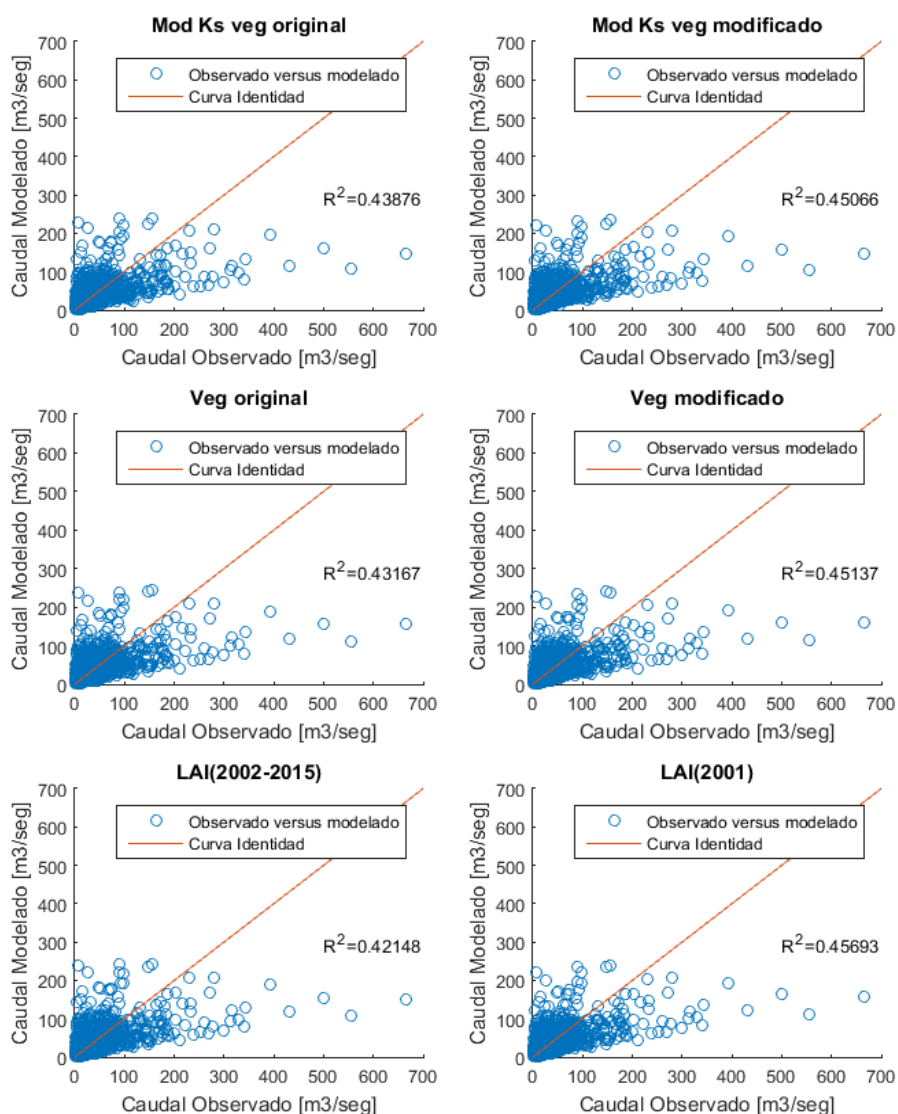 Mod Ks veg original
Caudal Modelado [m3/seg]
700
600
500
400
300
200
100
0
Observado versus modelado
Curva Identidad
R²=0.43876
0 100 200 300 400 500 600 700
Caudal Observado [m3/seg]
Mod Ks veg modificado
Caudal Modelado [m3/seg]
700
600
500
400
300
200
100
0
Observado versus modelado
Curva Identidad
R²=0.45066
0 100 200 300 400 500 600 700
Caudal Observado [m3/seg]
Veg original
Caudal Modelado [m3/seg]
700
600
500
400
300
200
100
0
Observado versus modelado
Curva Identidad
R²=0.43167
0 100 200 300 400 500 600 700
Caudal Observado [m3/seg]
Veg modificado
Caudal Modelado [m3/seg]
700
600
500
400
300
200
100
0
Observado versus modelado
Curva Identidad
R²=0.45137
0 100 200 300 400 500 600 700
Caudal Observado [m3/seg]
LAI(2002-2015)
Caudal Modelado [m3/seg]
700
600
500
400
300
200
100
0
Observado versus modelado
Curva Identidad
R²=0.42148
0 100 200 300 400 500 600 700
Caudal Observado [m3/seg]
LAI(2001)
Caudal Modelado [m3/seg]
700
600
500
400
300
200
100
0
Observado versus modelado
Curva Identidad
R²=0.45693
0 100 200 300 400 500 600 700
Caudal Observado [m3/seg]